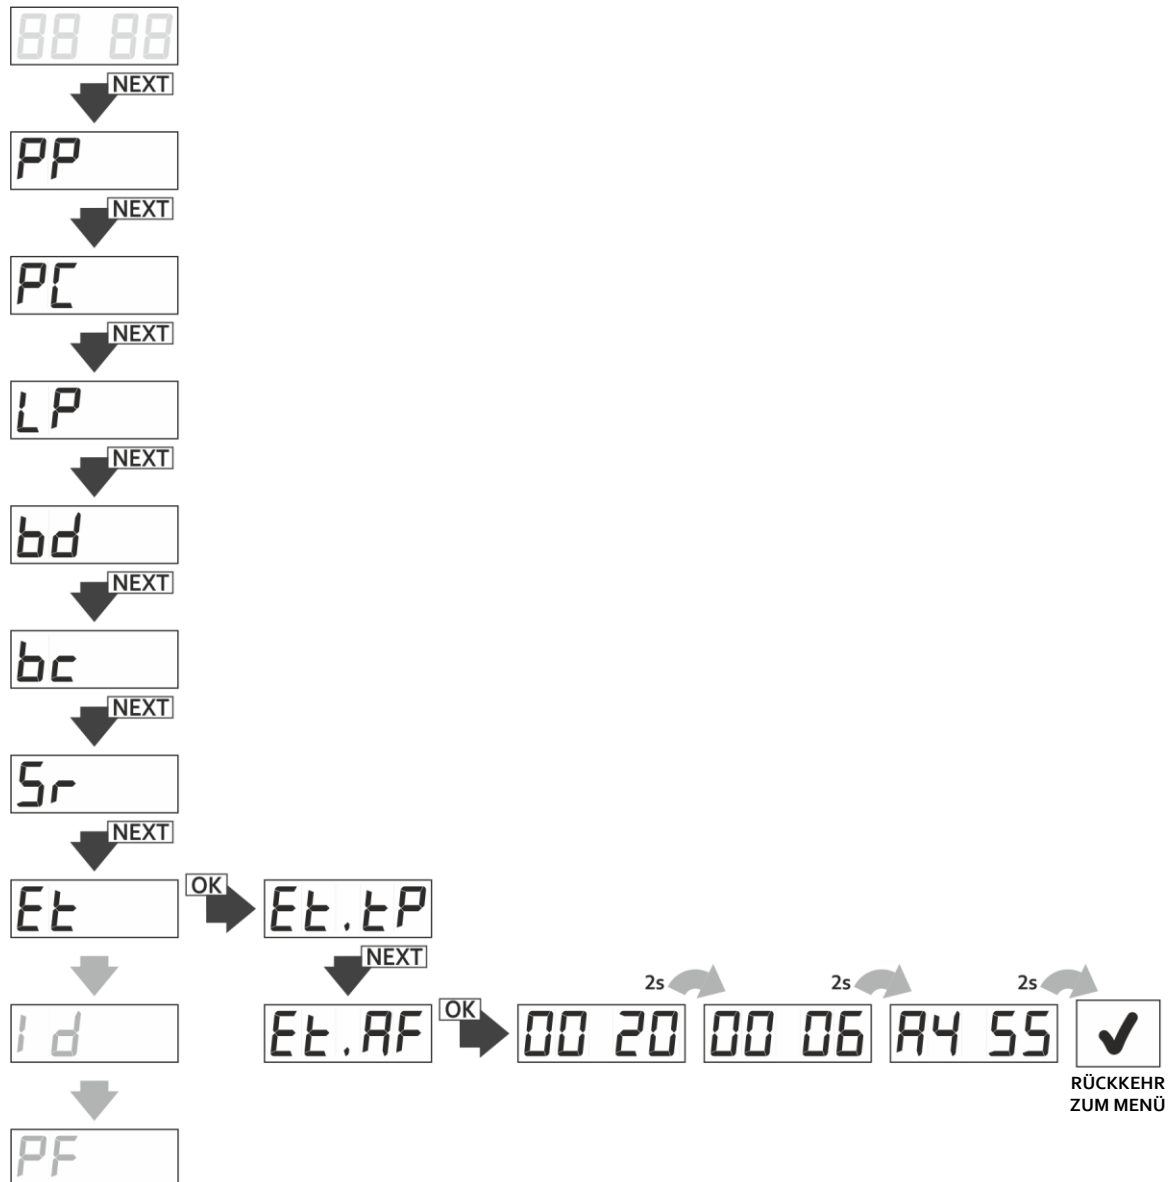 88 88
NEXT
PP
NEXT
PC
NEXT
LP
NEXT
bd
NEXT
bc
NEXT
Sr
NEXT
Et OK Et.tP
NEXT
2s 2s 2s
Id Et.AF OK 00 20 00 06 A4 55
RÜCKKEHR
ZUM MENÜ
PF